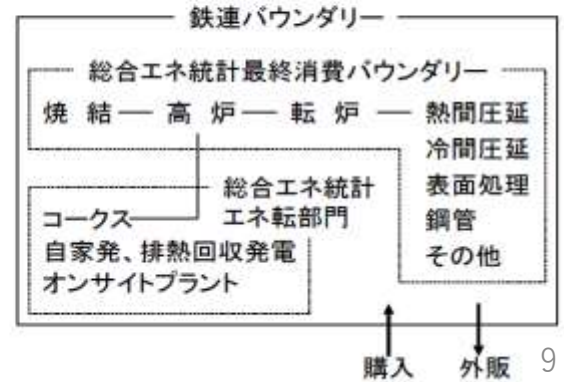 鉄連バウンダリー
総合エネ統計最終消費バウンダリー
焼 結 ― 高 炉 ― 転 炉 ― 熱間圧延
冷間圧延
表面処理
鋼管
その他
総合エネ統計
エネ転部門
コークス
自家発、排熱回収発電
オンサイトプラント
購入 外販
9